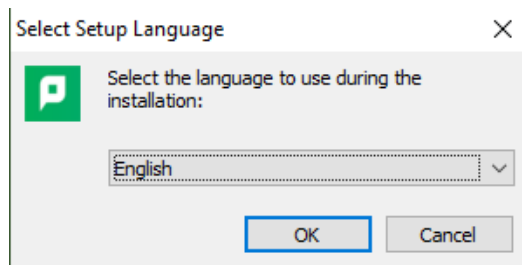 Select Setup Language
Select the language to use during the
installation:
English
OK
Cancel